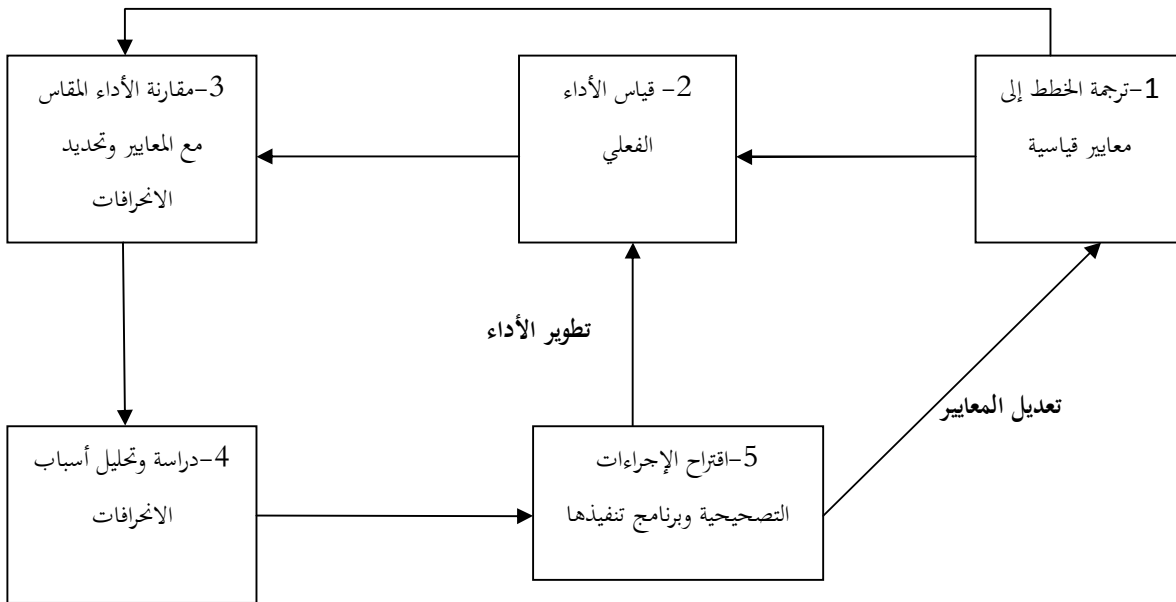 1-ترجمة الخطط إلى
معايير قياسية
2- قياس الأداء
الفعلي
3-مقارنة الأداء المقاس
مع المعايير وتحديد
الانحرافات
تطوير الأداء
تعديل المعايير
4-دراسة وتحليل أسباب
الانحرافات
5-اقتراح الإجراءات
التصحيحية وبرنامج تنفيذها